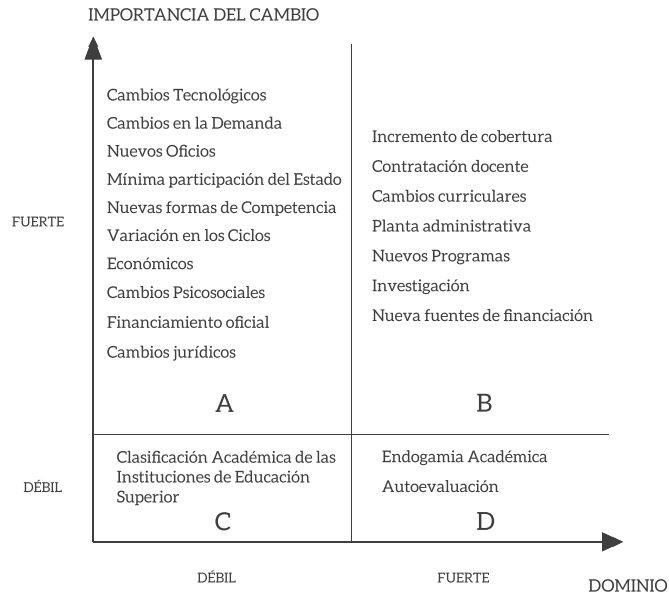 IMPORTANCIA DEL CAMBIO
FUERTE
Cambios Tecnológicos
Cambios en la Demanda
Nuevos Oficios
Mínima participación del Estado
Nuevas formas de Competencia
Variación en los Ciclos
Económicos
Cambios Psicosociales
Financiamiento oficial
Cambios jurídicos
A
Incremento de cobertura
Contratación docente
Cambios curriculares
Planta administrativa
Nuevos Programas
Investigación
Nueva fuentes de financiación
B
DÉBIL
Clasificación Académica de las
Instituciones de Educación
Superior
C
Endogamia Académica
Autoevaluación
D
DÉBIL
FUERTE
DOMINIO